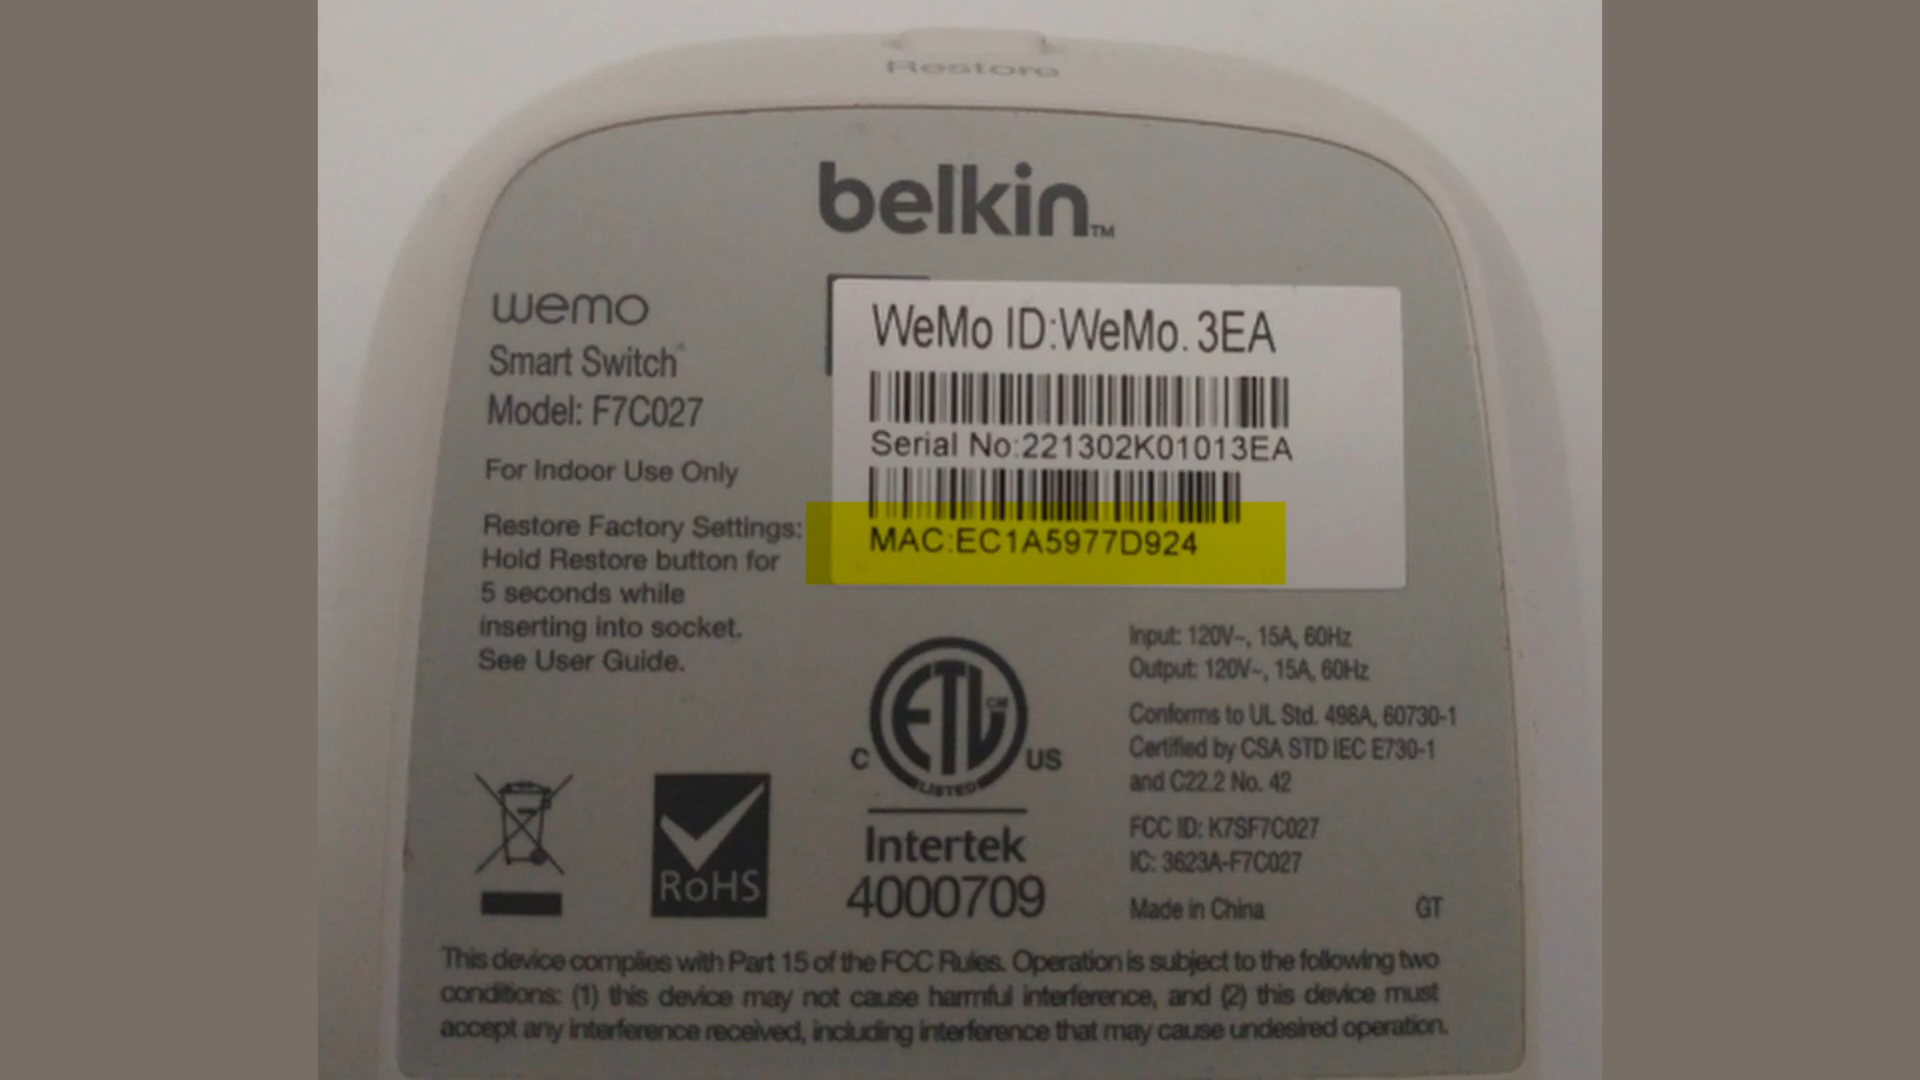 Restore
belkin™
wemo
Smart Switch
Model: F7C027
For Indoor Use Only
Restore Factory Settings:
Hold Restore button for
5 seconds while
inserting into socket.
See User Guide.
WeMo ID:WeMo.3EA
Serial No:221302K01013EA
MAC:EC1A5977D924
Input: 120V~, 15A, 60Hz
Output: 120V~, 15A, 60Hz
Conforms to UL Std. 498A, 60730-1
Certified by CSA STD IEC E730-1
and C22.2 No. 42
FCC ID: K7SF7C027
IC: 3623A-F7C027
Made in China GT
ETL CM
C US
LISTED
Intertek
4000709
RoHS
This device complies with Part 15 of the FCC Rules. Operation is subject to the following two
conditions: (1) this device may not cause harmful interference, and (2) this device must
accept any interference received, including interference that may cause undesired operation.